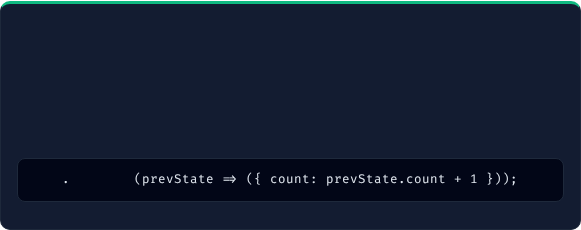 . (prevState => ({ count: prevState.count + 1 }));